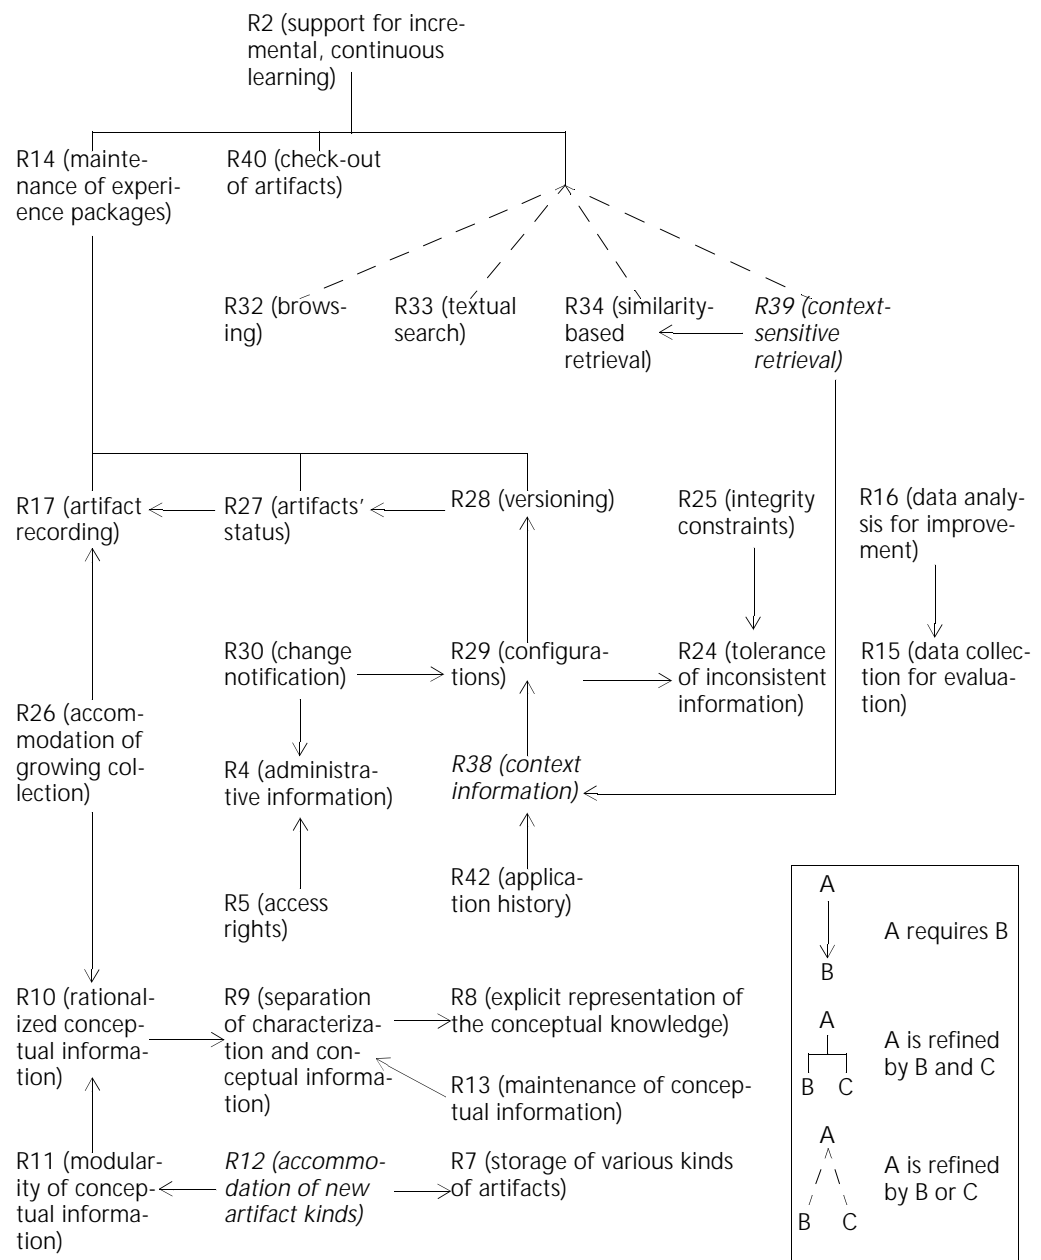 R2 (support for incre-
mental, continuous
learning)
R14 (mainte-
nance of experi-
ence packages)
R40 (check-out
of artifacts)
R32 (brows-
ing)
R33 (textual
search)
R34 (similarity-
based
retrieval)
R39 (context-
sensitive
retrieval)
R17 (artifact
recording)
R27 (artifacts'
status)
R28 (versioning)
R25 (integrity
constraints)
R16 (data analy-
sis for improve-
ment)
R30 (change
notification)
R29 (configura-
tions)
R24 (tolerance
of inconsistent
information)
R15 (data collec-
tion for evalua-
tion)
R26 (accom-
modation of
growing col-
lection)
R4 (administra-
tive information)
R38 (context
information)
R5 (access
rights)
R42 (applica-
tion history)
R10 (rational-
ized concep-
tual informa-
tion)
R9 (separation
of characteriza-
tion and con-
ceptual informa-
tion)
R8 (explicit representation of
the conceptual knowledge)
R13 (maintenance of concep-
tual information)
R11 (modular-
ity of concep-
tual informa-
tion)
R12 (accommo-
dation of new
artifact kinds)
R7 (storage of various kinds
of artifacts)
A
A requires B
B
A
A is refined
by B and C
B C
A
A is refined
by B or C
B C